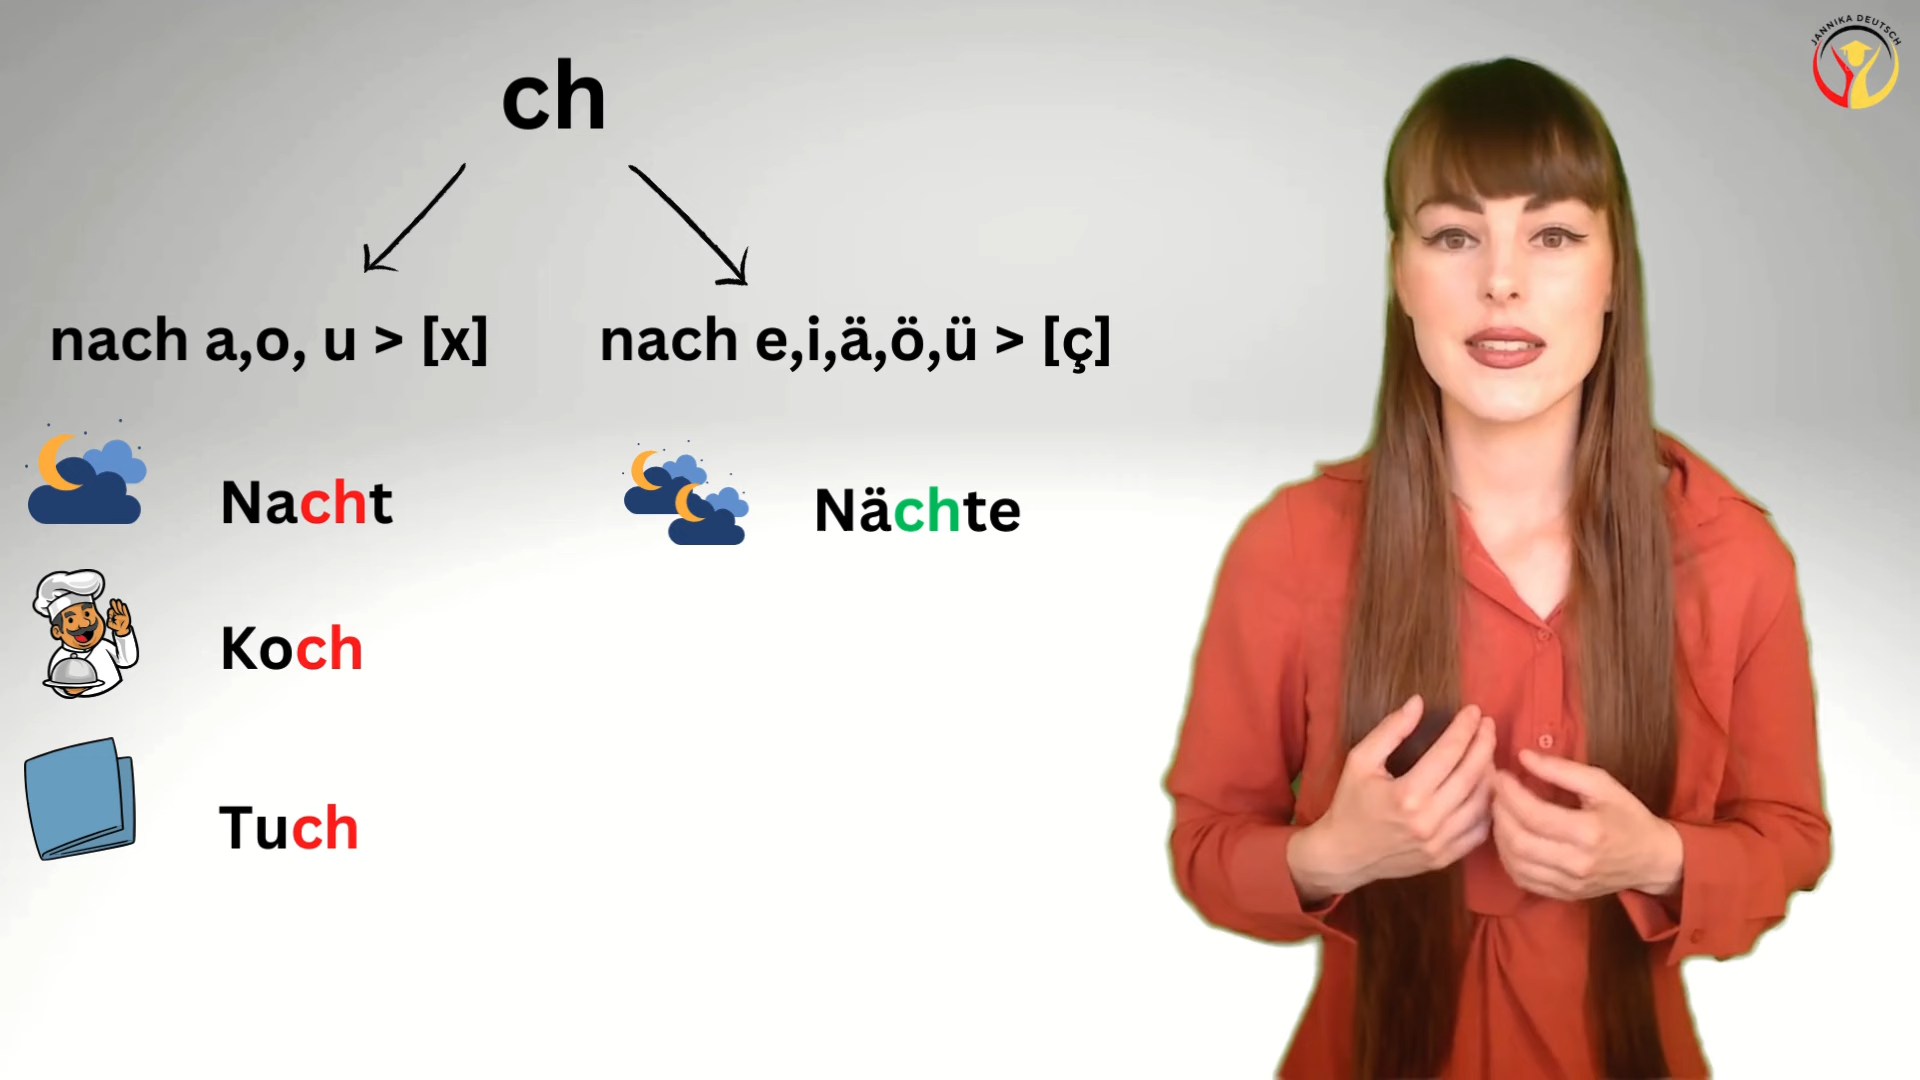 ch
nach a,o, u > [x]
nach e,i,ä,ö,ü > [ç]
Nacht
Nächte
Koch
Tuch
JANNIKA DEUTSCH